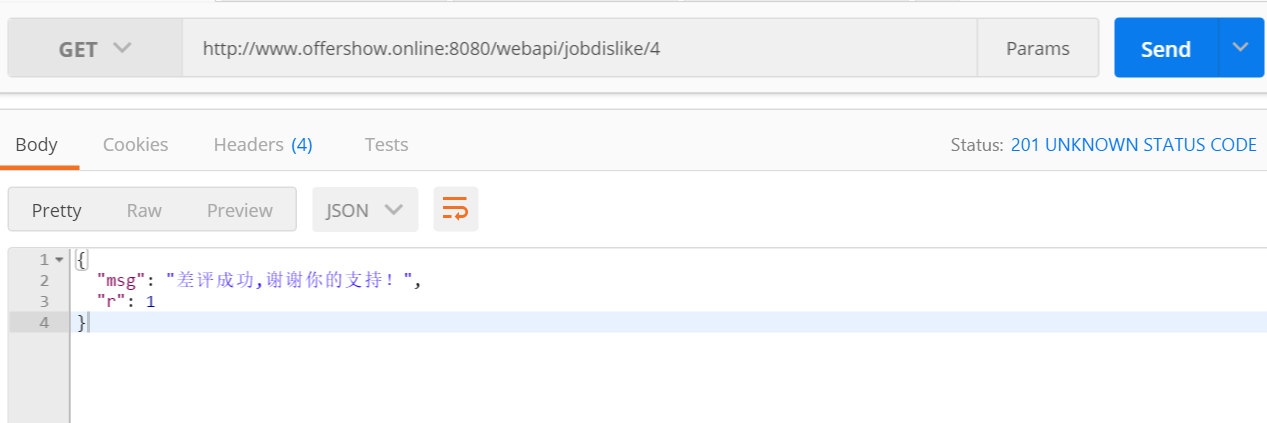 GET http://www.offershow.online:8080/webapi/jobdislike/4 Params Send
Body Cookies Headers (4) Tests Status: 201 UNKNOWN STATUS CODE
Pretty Raw Preview JSON
1 {
2 "msg": "差评成功,谢谢你的支持!",
3 "r": 1
4 }